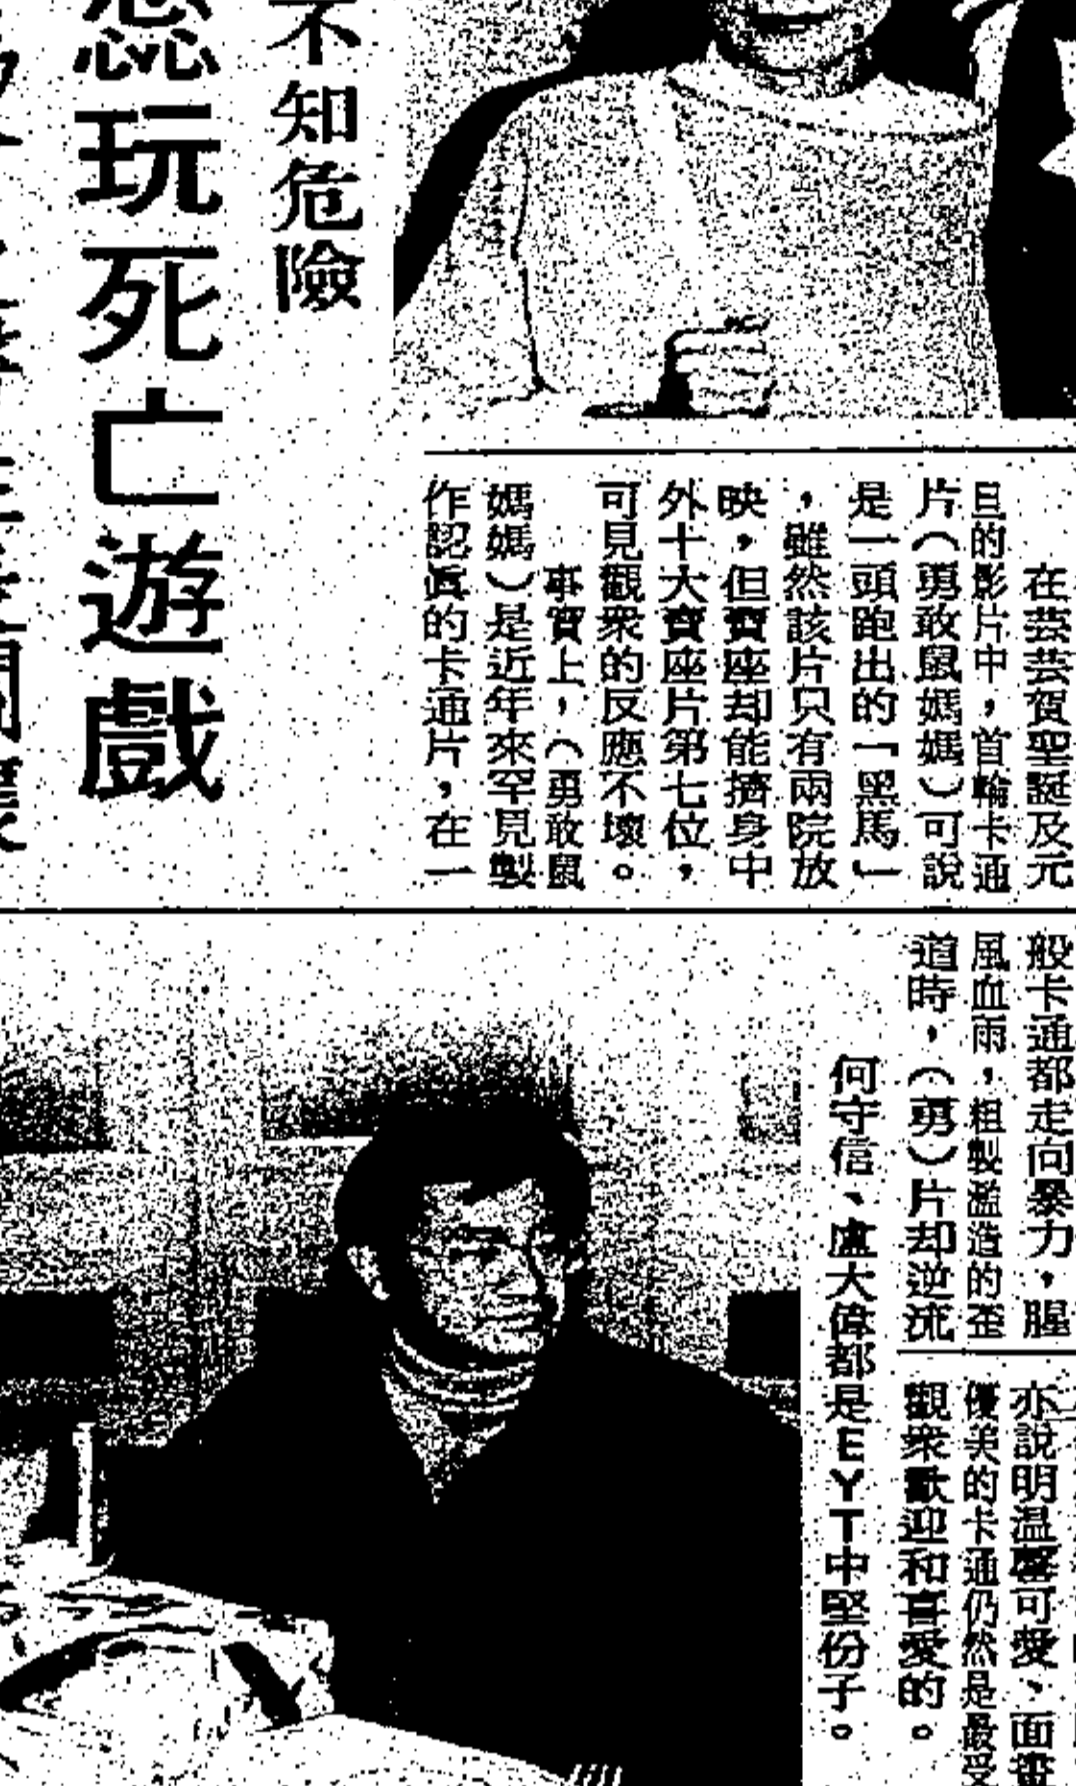 在芸芸賀聖誕及元
旦的影片中，首輪卡通
片（勇敢鼠媽媽）可說
是一頭跑出的「黑馬」
，雖然該片只有兩院放
映，但賣座却能擠身中
外十大賣座片第七位，
可見觀眾的反應不壞。
事實上，（勇敢鼠
媽媽）是近年來罕見製
作認眞的卡通片，在一
般卡通都走向暴力，腥
風血雨，粗製濫造的歪
道時，（勇）片却逆流
亦說明温馨可愛、面畫
優美的卡通仍然是最受
觀衆歡迎和喜愛的。
不知危險
玩死亡遊戲
何守信、盧大偉都是EYT中堅份子。